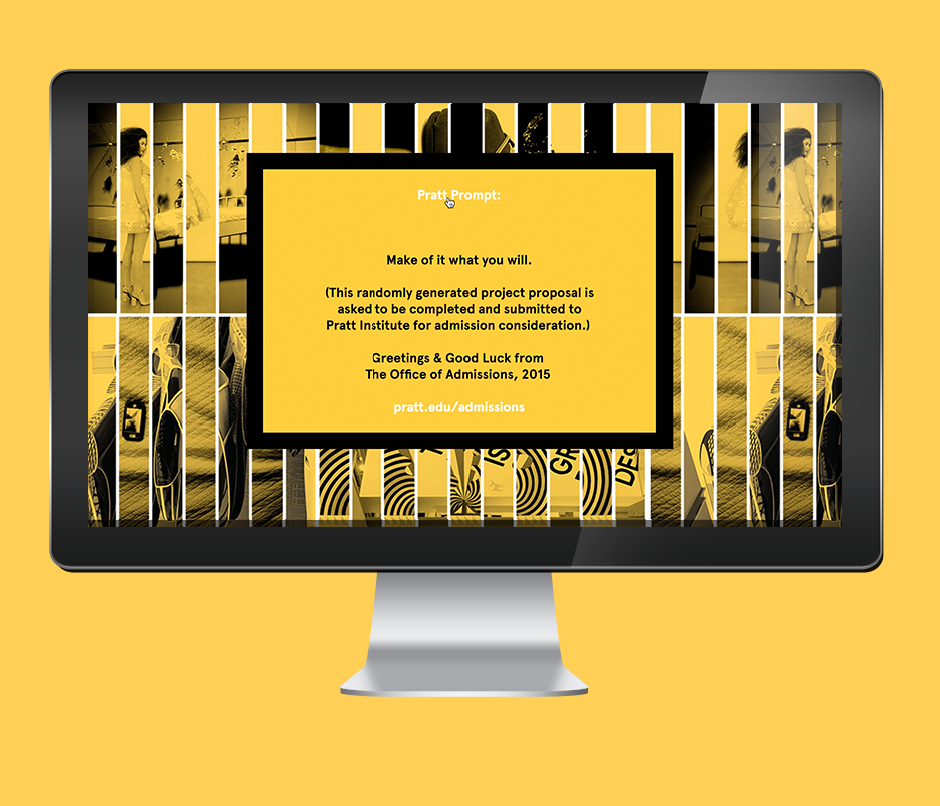 Pratt Prompt:
Make of it what you will.
(This randomly generated project proposal is
asked to be completed and submitted to
Pratt Institute for admission consideration.)
Greetings & Good Luck from
The Office of Admissions, 2015
pratt.edu/admissions